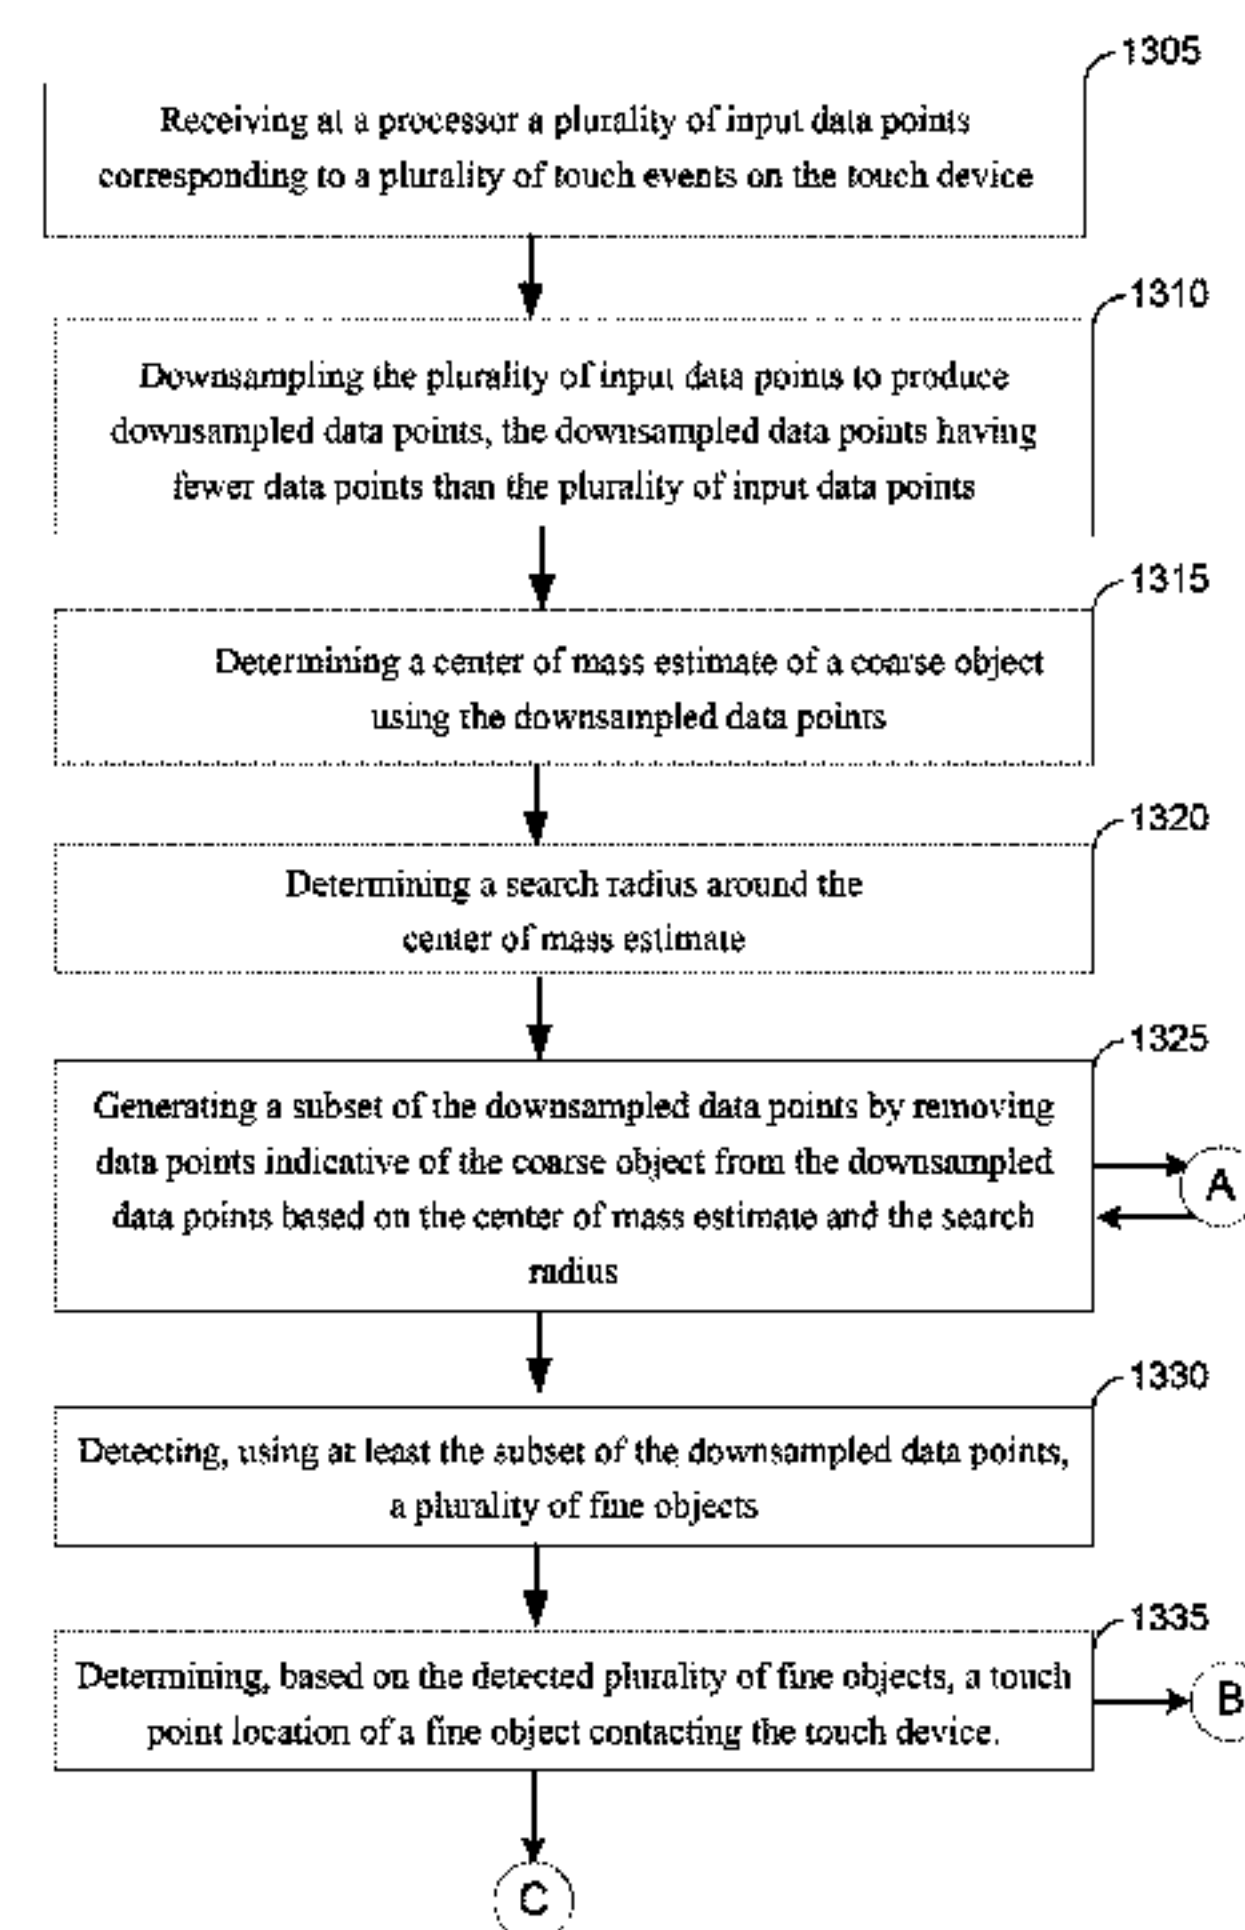 1305
Receiving at a processor a plurality of input data points
corresponding to a plurality of touch events on the touch device
1310
Downsampling the plurality of input data points to produce
downsampled data points, the downsampled data points having
fewer data points than the plurality of input data points
1315
Determining a center of mass estimate of a coarse object
using the downsampled data points
1320
Determining a search radius around the
center of mass estimate
1325
Generating a subset of the downsampled data points by removing
data points indicative of the coarse object from the downsampled
data points based on the center of mass estimate and the search
radius
A
1330
Detecting, using at least the subset of the downsampled data points,
a plurality of fine objects
1335
Determining, based on the detected plurality of fine objects, a touch
point location of a fine object contacting the touch device.
B
C